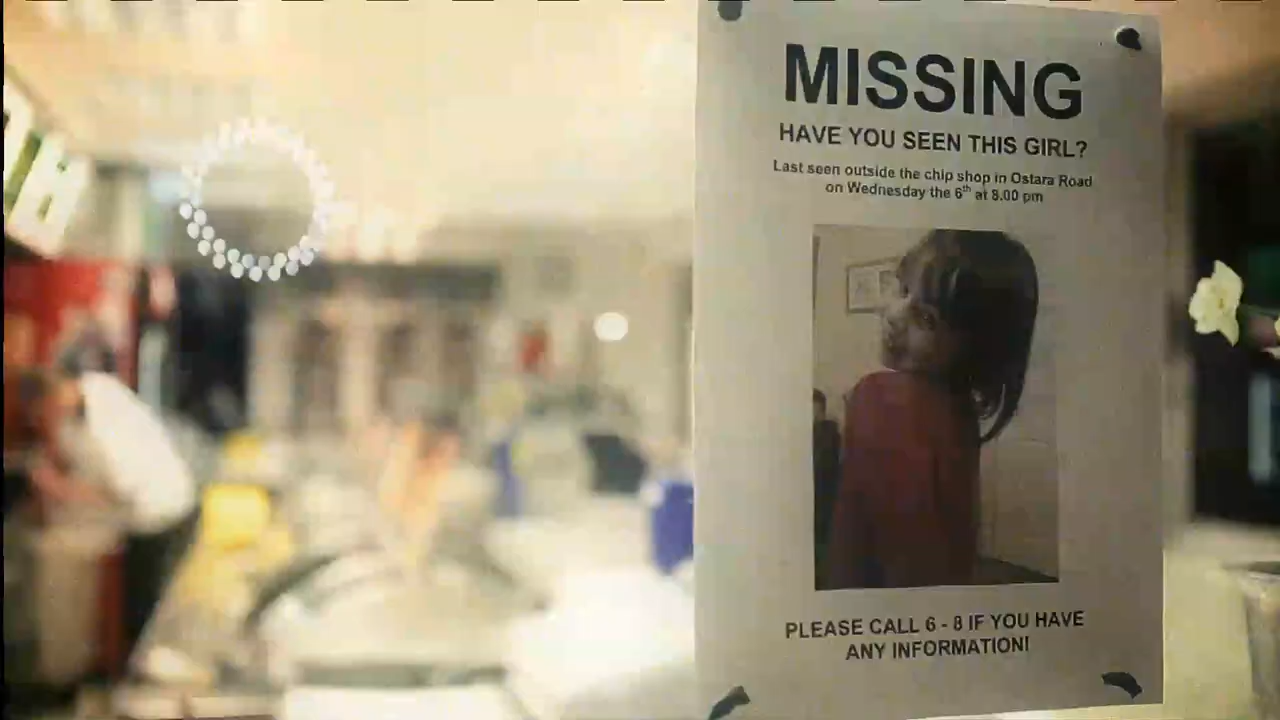 MISSING
HAVE YOU SEEN THIS GIRL?
Last seen outside the chip shop in Ostara Road
on Wednesday the 6th at 8.00 pm
PLEASE CALL 6 - 8 IF YOU HAVE
ANY INFORMATION!